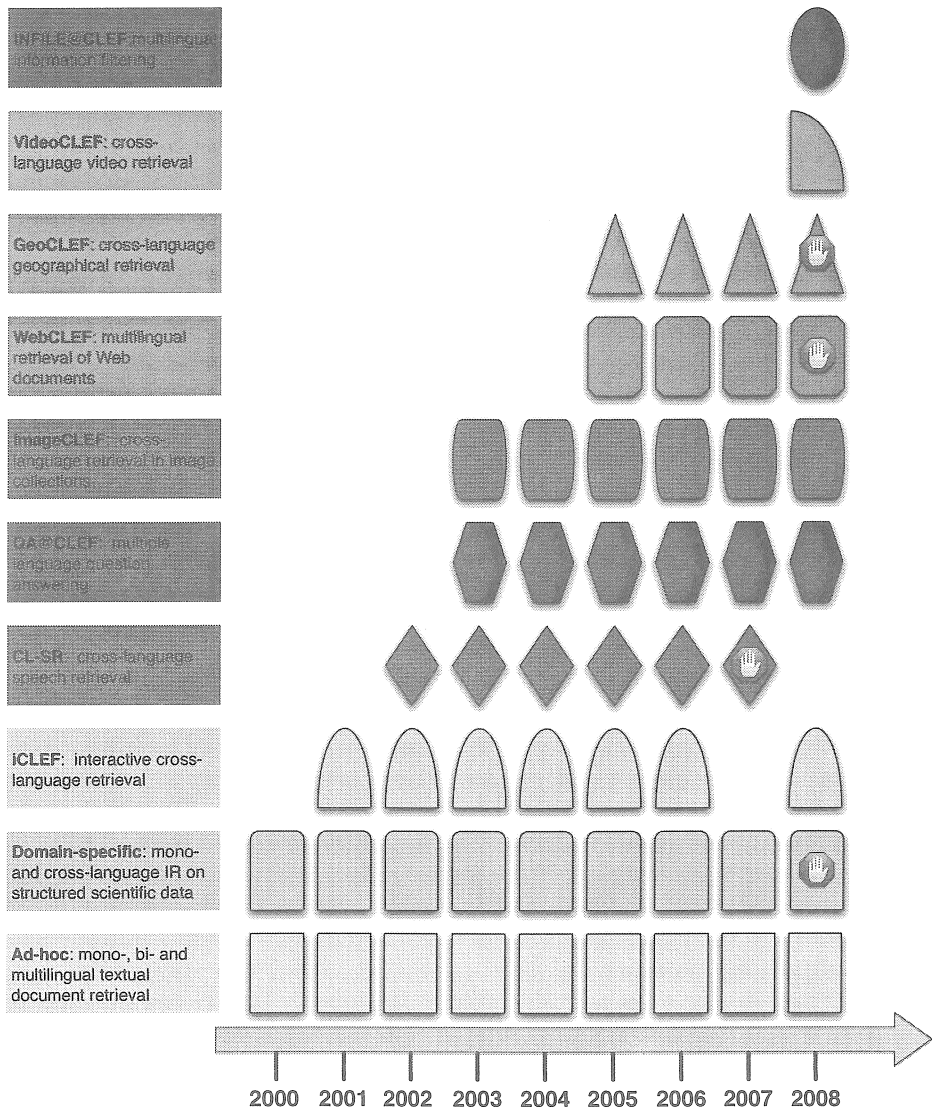 INFILE@CLEF:multilingual
information filtering
VideoCLEF: cross-
language video retrieval
GeoCLEF: cross-language
geographical retrieval
WebCLEF: multilingual
retrieval of Web
documents
ImageCLEF: cross-
language retrieval in image
collections
QA@CLEF: multiple
language question
answering
CL-SR: cross-language
speech retrieval
iCLEF: interactive cross-
language retrieval
Domain-specific: mono-
and cross-language IR on
structured scientific data
Ad-hoc: mono-, bi- and
multilingual textual
document retrieval
2000 2001 2002 2003 2004 2005 2006 2007 2008